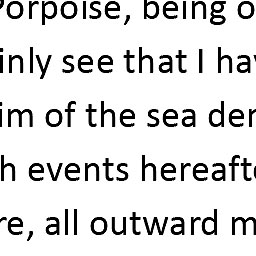 Porpoise, being o
inly see that I hav
im of the sea der
h events hereafte
re, all outward m